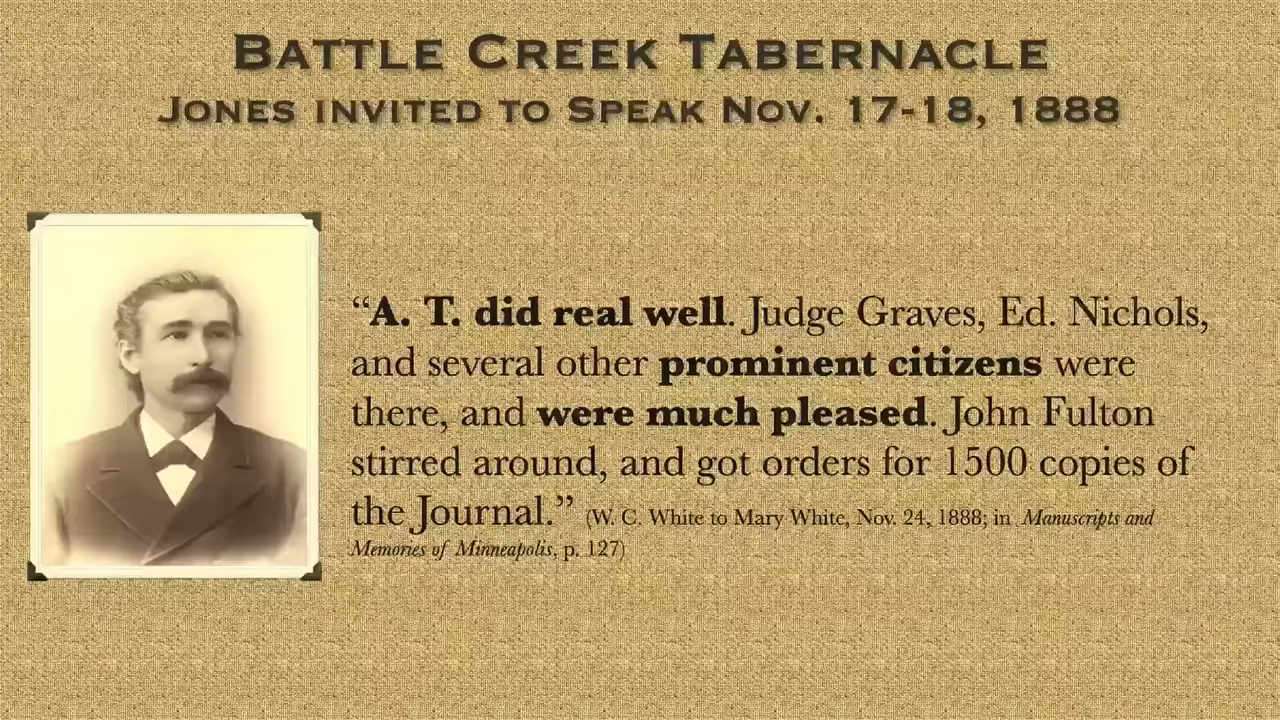 Battle Creek Tabernacle
Jones invited to Speak Nov. 17-18, 1888
“A. T. did real well. Judge Graves, Ed. Nichols,
and several other prominent citizens were
there, and were much pleased. John Fulton
stirred around, and got orders for 1500 copies of
the Journal.” (W. C. White to Mary White, Nov. 24, 1888; in Manuscripts and
Memories of Minneapolis, p. 127)